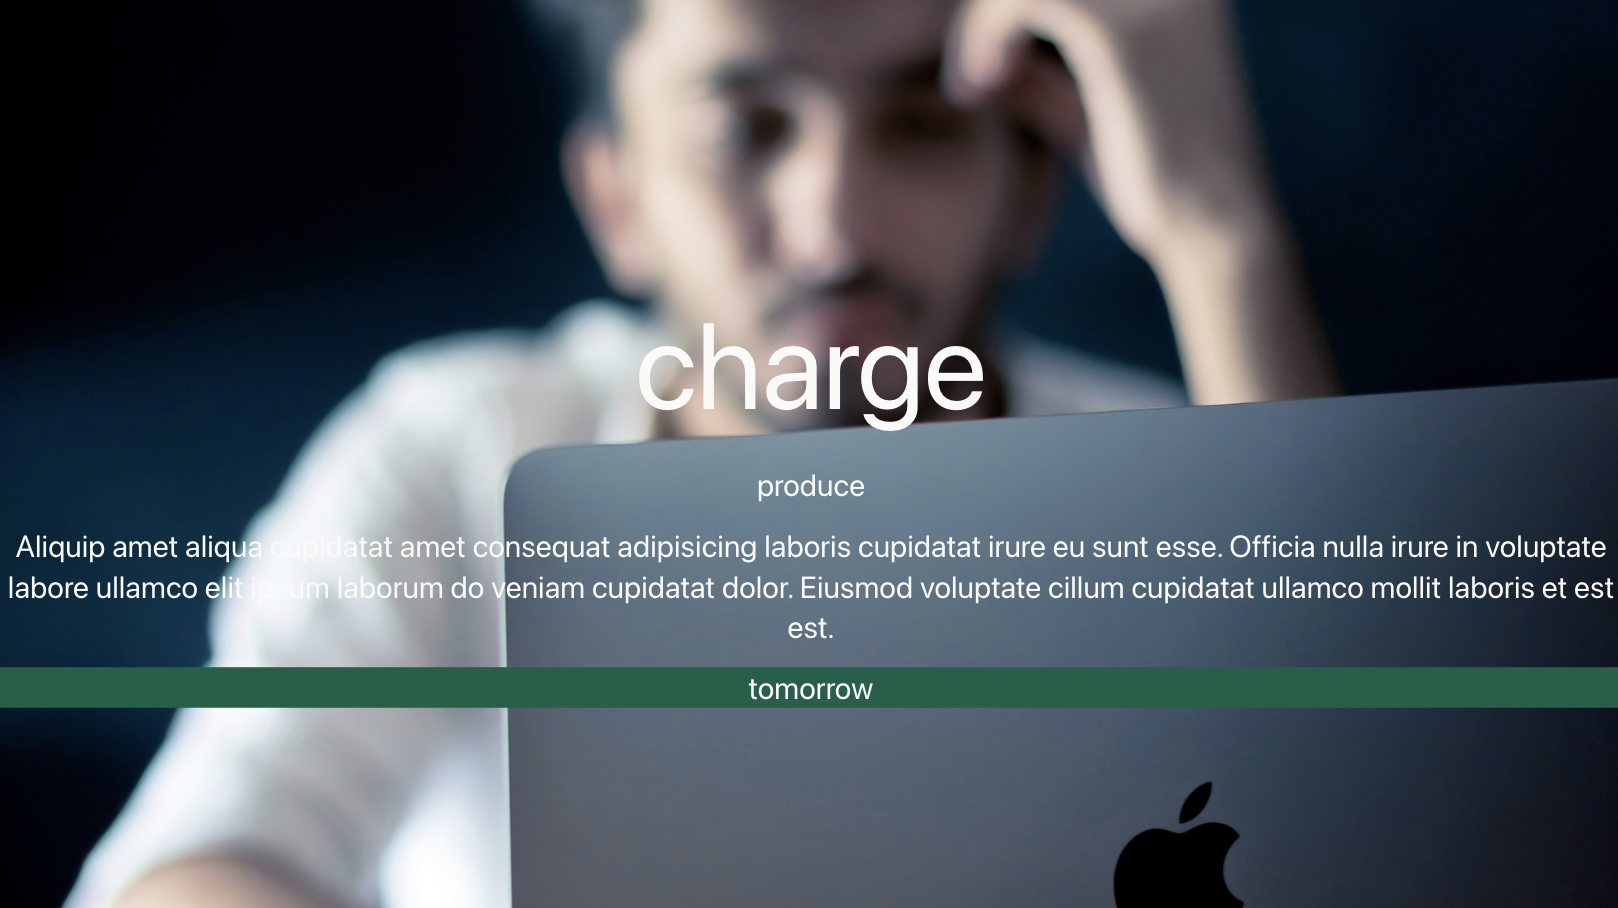 charge
produce
Aliquip amet aliqua cupidatat amet consequat adipisicing laboris cupidatat irure eu sunt esse. Officia nulla irure in voluptate
labore ullamco elit ipsum laborum do veniam cupidatat dolor. Eiusmod voluptate cillum cupidatat ullamco mollit laboris et est
est.
tomorrow